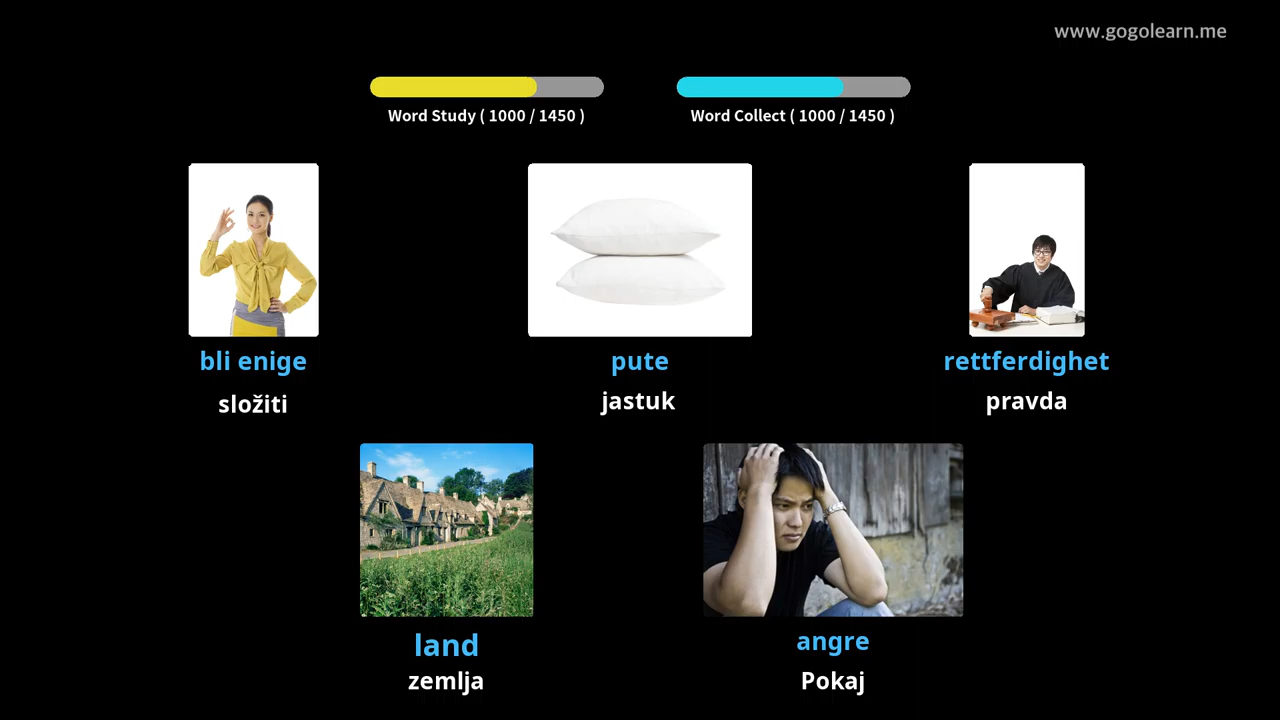 www.gogolearn.me
Word Study ( 1000 / 1450 )
Word Collect ( 1000 / 1450 )
bli enige
pute
rettferdighet
složiti
jastuk
pravda
land
angre
zemlja
Pokaj